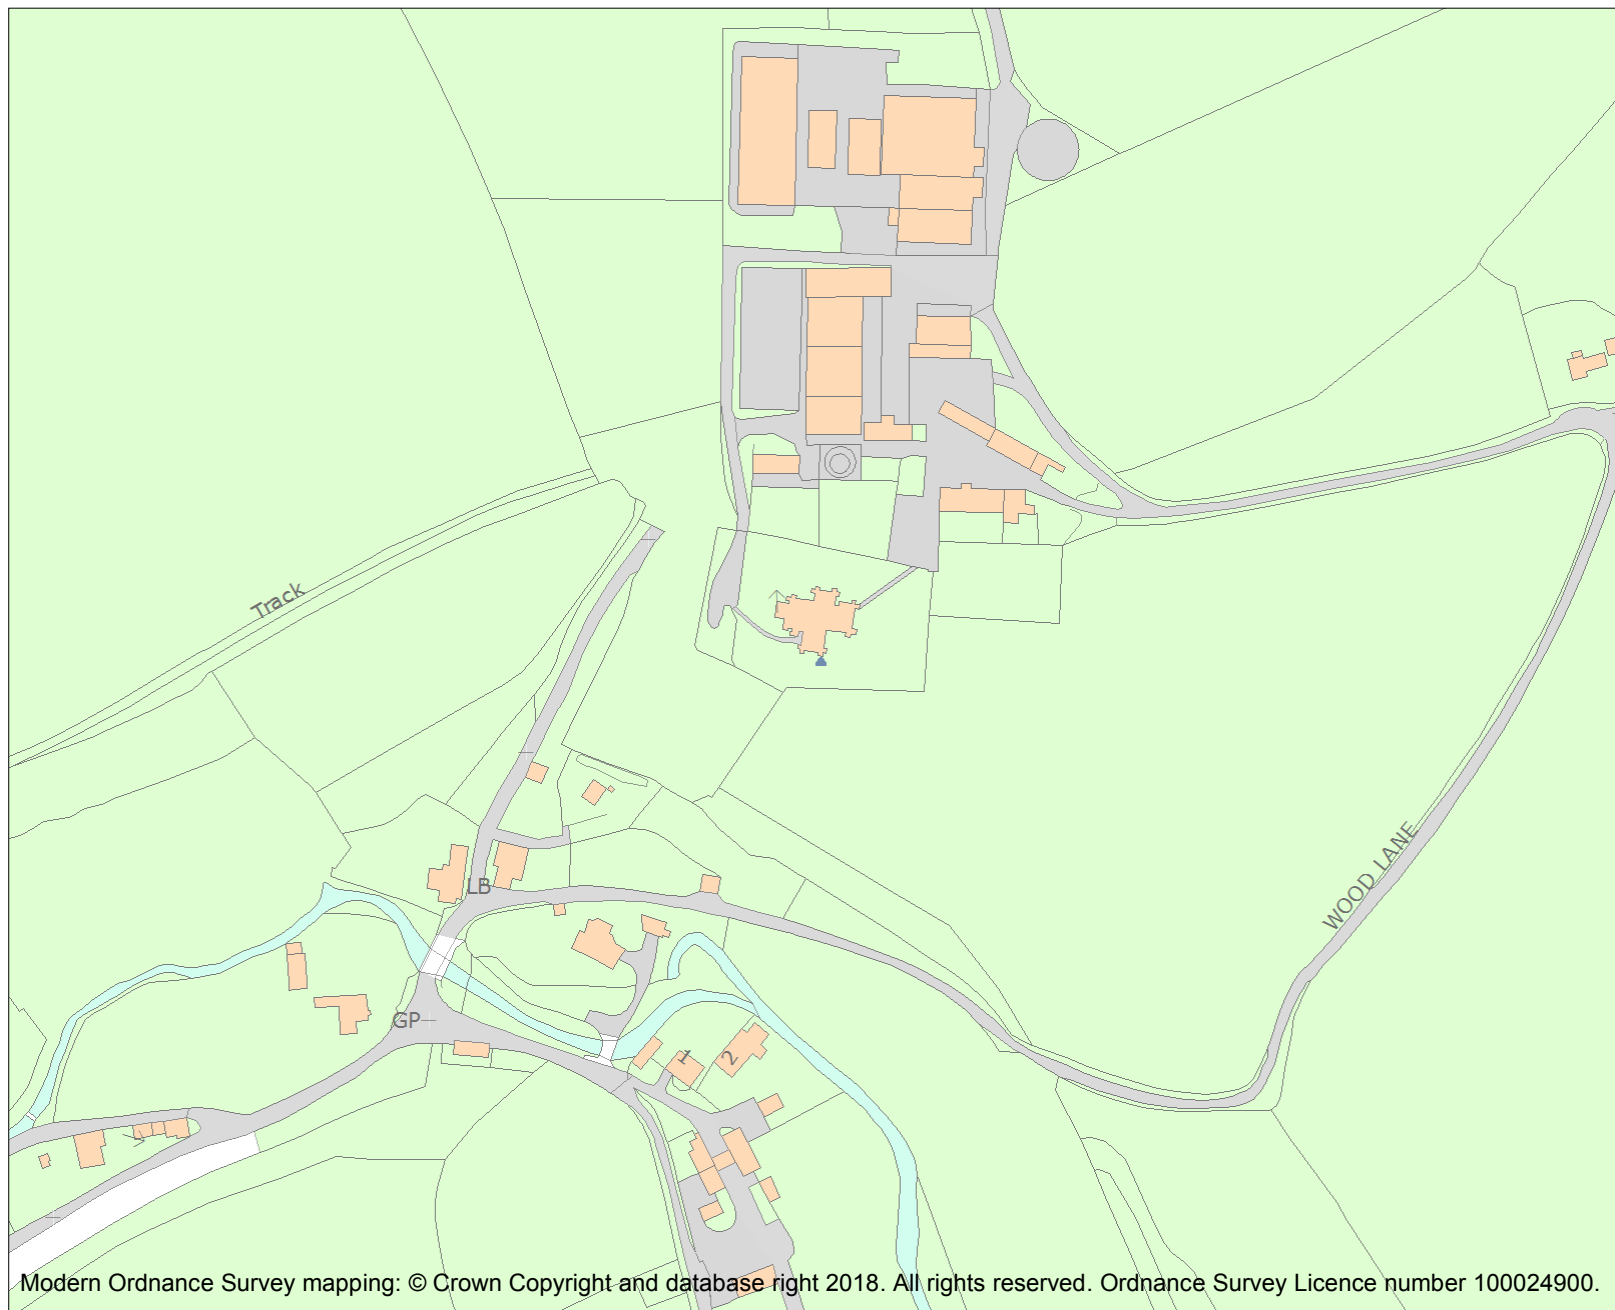 Track
WOOD LANE
LB
GP
1
2
Modern Ordnance Survey mapping: © Crown Copyright and database right 2018. All rights reserved. Ordnance Survey Licence number 100024900.